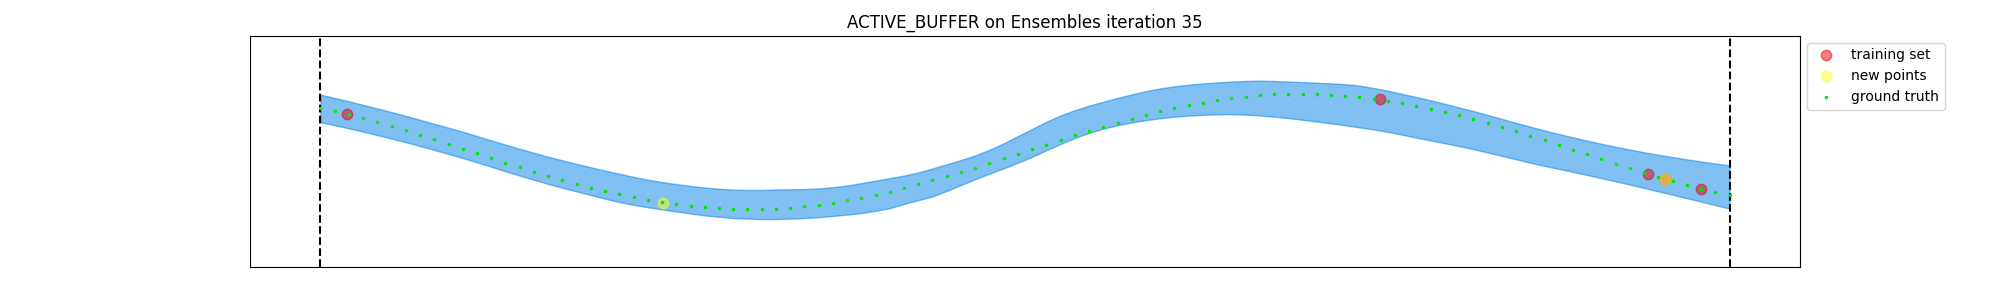 ACTIVE_BUFFER on Ensembles iteration 35
training set
new points
ground truth